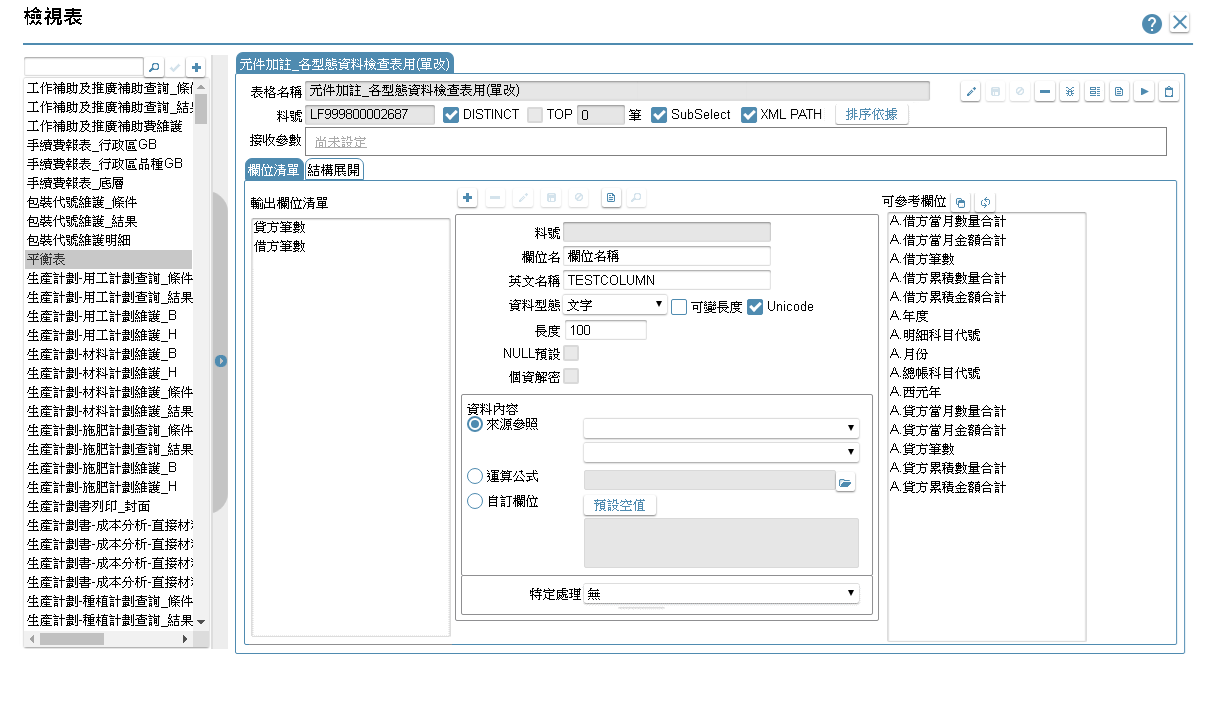 檢視表
元件加註_各型態資料檢查表用(單改)
表格名稱 元件加註_各型態資料檢查表用(單改)
料號 LF999800002687 DISTINCT TOP 0 筆 SubSelect XML PATH 排序依據
接收參數 尚未設定
工作補助及推廣補助查詢_條
工作補助及推廣補助查詢_結
工作補助及推廣補助費維護
手續費報表_行政區GB
手續費報表_行政區品種GB
手續費報表_底層
包裝代號維護_條件
包裝代號維護_結果
包裝代號維護明細
平衡表
生產計劃-用工計劃查詢_條件
生產計劃-用工計劃查詢_結果
生產計劃-用工計劃維護_B
生產計劃-用工計劃維護_H
生產計劃-材料計劃維護_B
生產計劃-材料計劃維護_H
生產計劃-材料計劃維護_條件
生產計劃-材料計劃維護_結果
生產計劃-施肥計劃查詢_條件
生產計劃-施肥計劃查詢_結果
生產計劃-施肥計劃維護_B
生產計劃-施肥計劃維護_H
生產計劃書列印_封面
生產計劃書-成本分析-直接材
生產計劃書-成本分析-直接材
生產計劃書-成本分析-直接材
生產計劃書-成本分析-直接材
生產計劃-種植計劃查詢_條件
生產計劃-種植計劃查詢_結果
欄位清單 結構展開
輸出欄位清單
貸方筆數
借方筆數
料號
欄位名 欄位名稱
英文名稱 TESTCOLUMN
資料型態 文字 可變長度 Unicode
長度 100
NULL預設
個資解密
資料內容
來源參照
運算公式
自訂欄位 預設空值
特定處理 無
可參考欄位
A.借方當月數量合計
A.借方當月金額合計
A.借方筆數
A.借方累積數量合計
A.借方累積金額合計
A.年度
A.明細科目代號
A.月份
A.總帳科目代號
A.西元年
A.貸方當月數量合計
A.貸方當月金額合計
A.貸方筆數
A.貸方累積數量合計
A.貸方累積金額合計